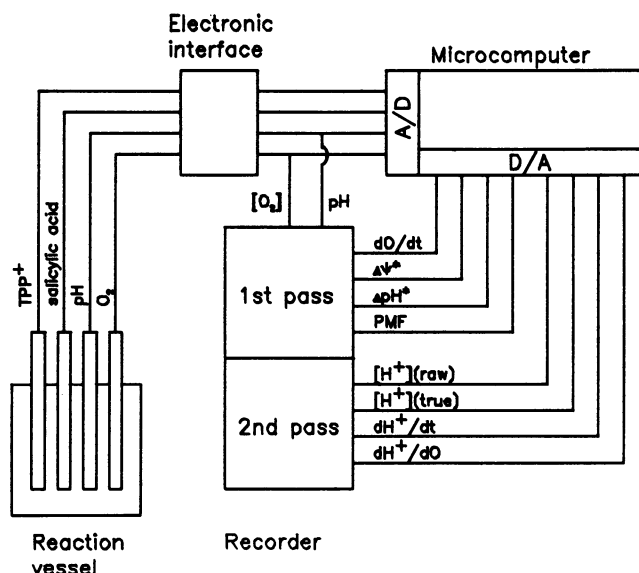 Electronic
interface
Microcomputer
A/D
D/A
[O₂]
pH
TPP⁺
salicylic acid
pH
O₂
1st pass
dO/dt
ΔΨ*
ΔpH*
PMF
2nd pass
[H⁺](raw)
[H⁺](true)
dH⁺/dt
dH⁺/dO
Reaction
vessel
Recorder